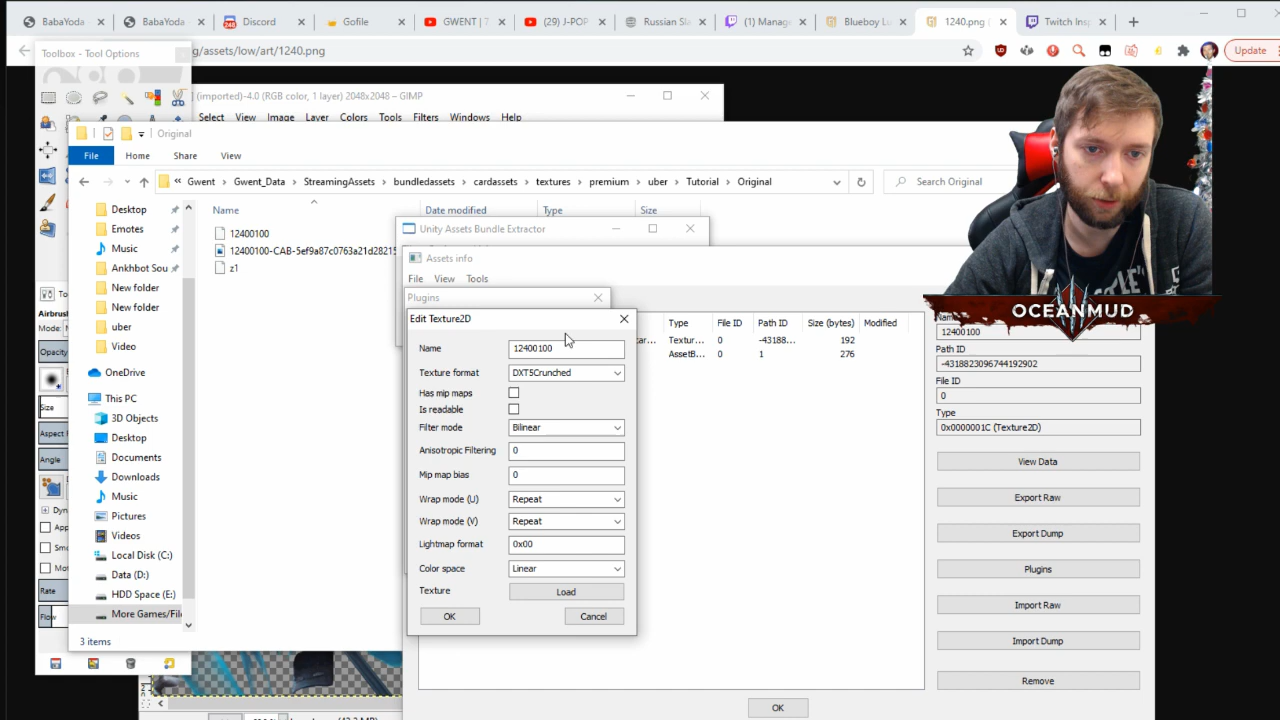 BabaYoda
BabaYoda
Discord
Gofile
GWENT | 7
(29) J-POP
Russian Sla
(1) Manage
Blueboy Lu
1240.png (
Twitch Insp
g/assets/low/art/1240.png
Update
Toolbox - Tool Options
(imported)-4.0 (RGB color, 1 layer) 2048x2048 – GIMP
Select View Image Layer Colors Tools Filters Windows Help
Original
File Home Share View
« Gwent › Gwent_Data › StreamingAssets › bundledassets › cardassets › textures › premium › uber › Tutorial › Original
Search Original
Desktop
Emotes
Music
Ankhbot Sou
New folder
New folder
uber
Video
OneDrive
This PC
3D Objects
Desktop
Documents
Downloads
Music
Pictures
Videos
Local Disk (C:)
Data (D:)
HDD Space (E:)
More Games/File
3 items
Name Date modified Type Size
12400100
12400100-CAB-5ef9a87c0763a21d28215
z1
Airbrush
Mode:
Opacity
Size
Aspect
Angle
Dyn
App
Smo
Rate
Flow
Unity Assets Bundle Extractor
Assets info
File View Tools
Plugins
Edit Texture2D
Name 12400100
Texture format DXT5Crunched
Has mip maps
Is readable
Filter mode Bilinear
Anisotropic Filtering 0
Mip map bias 0
Wrap mode (U) Repeat
Wrap mode (V) Repeat
Lightmap format 0x00
Color space Linear
Texture Load
OK Cancel
Type File ID Path ID Size (bytes) Modified
Textur... 0 -43188... 192
AssetB... 0 1 276
OCEANMUD
Name
12400100
Path ID
-4318823096744192902
File ID
0
Type
0x0000001C (Texture2D)
View Data
Export Raw
Export Dump
Plugins
Import Raw
Import Dump
Remove
OK